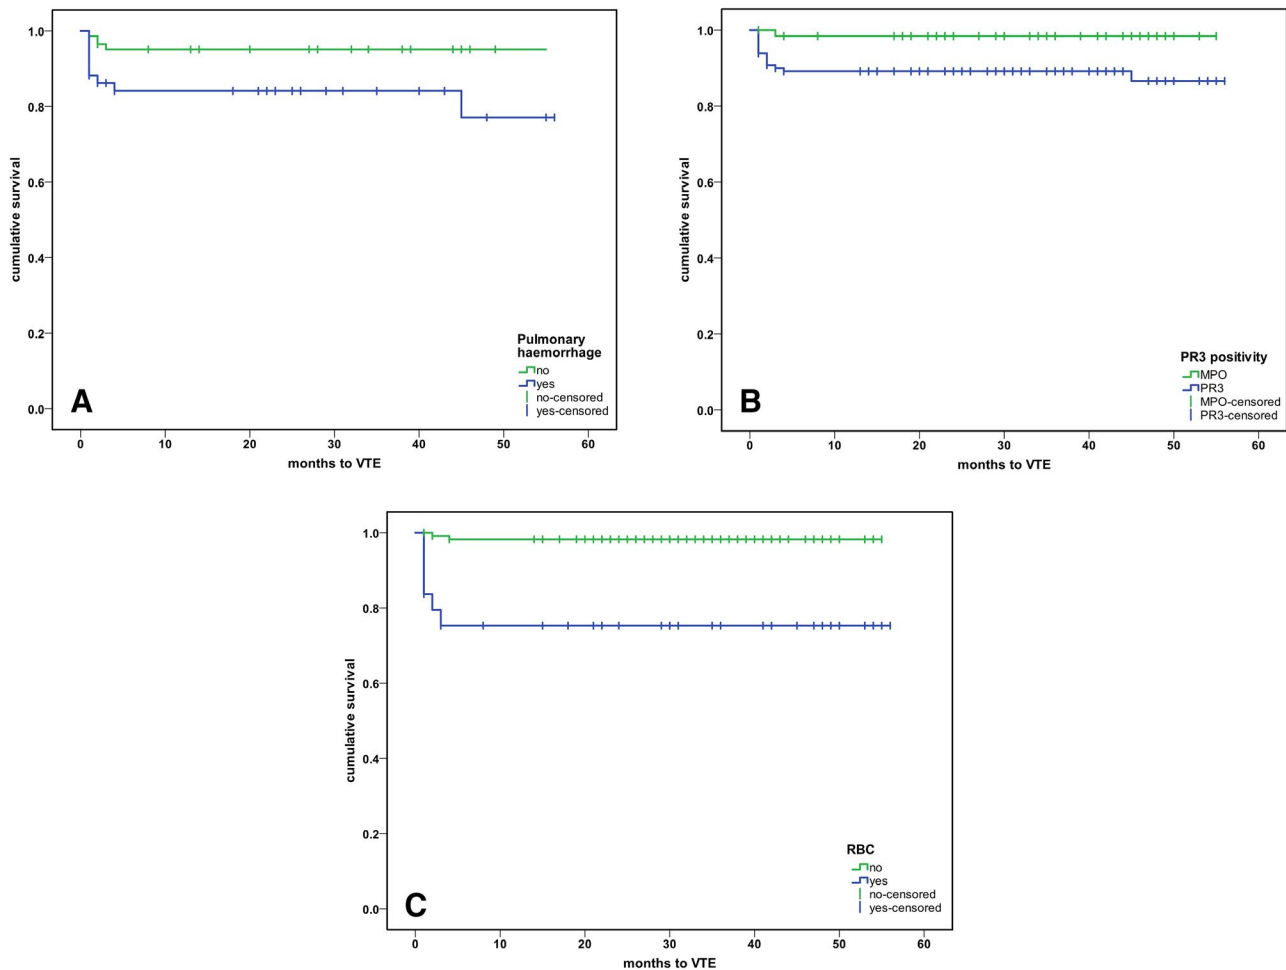 1.0
0.8
0.6
0.4
0.2
0.0
cumulative survival
Pulmonary
haemorrhage
no
yes
no-censored
yes-censored
A
0 10 20 30 40 50 60
months to VTE
1.0
0.8
0.6
0.4
0.2
0.0
cumulative survival
PR3 positivity
MPO
PR3
MPO-censored
PR3-censored
B
0 10 20 30 40 50 60
months to VTE
1.0
0.8
0.6
0.4
0.2
0.0
cumulative survival
RBC
no
yes
no-censored
yes-censored
C
0 10 20 30 40 50 60
months to VTE